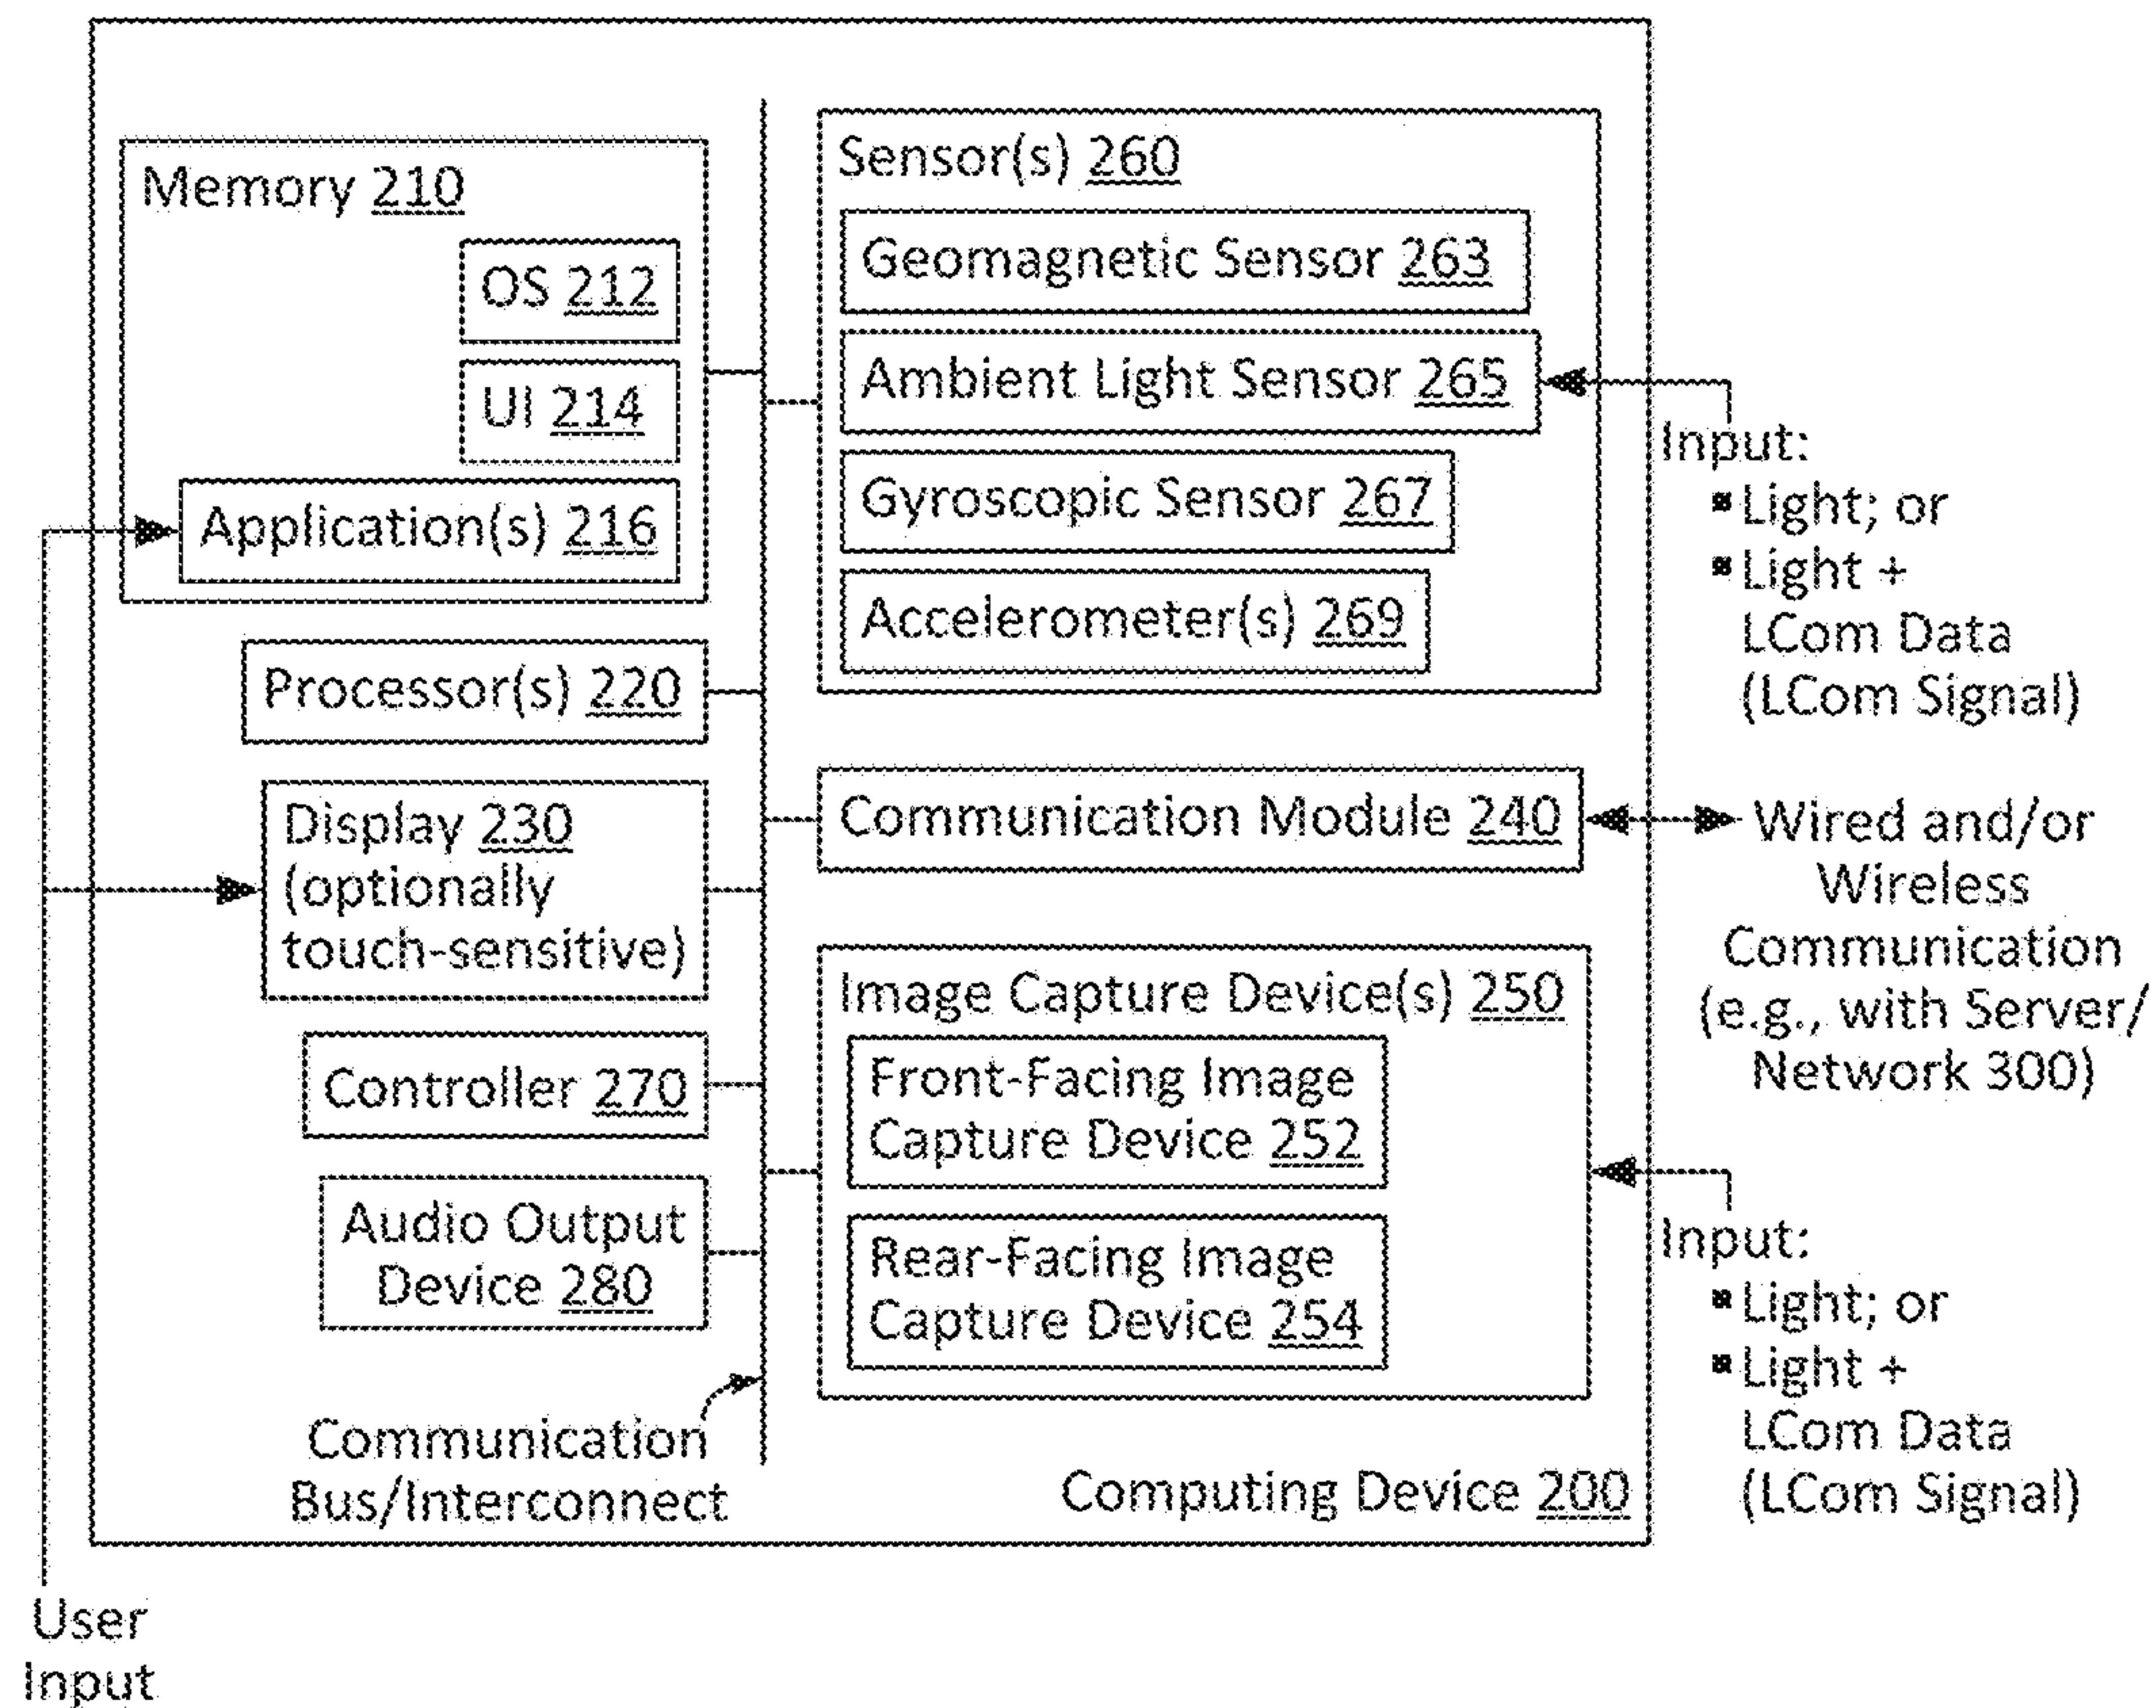 Memory 210
OS 212
UI 214
Application(s) 216
Processor(s) 220
Display 230
(optionally
touch-sensitive)
Controller 270
Audio Output
Device 280
Communication
Bus/Interconnect
Sensor(s) 260
Geomagnetic Sensor 263
Ambient Light Sensor 265
Gyroscopic Sensor 267
Accelerometer(s) 269
Communication Module 240
Image Capture Device(s) 250
Front-Facing Image
Capture Device 252
Rear-Facing Image
Capture Device 254
Computing Device 200
Input:
▪ Light; or
▪ Light +
LCom Data
(LCom Signal)
Wired and/or
Wireless
Communication
(e.g., with Server/
Network 300)
Input:
▪ Light; or
▪ Light +
LCom Data
(LCom Signal)
User
Input